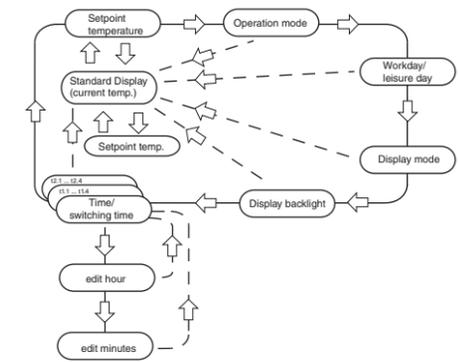 Setpoint
temperature
Operation mode
Standard Display
(current temp.)
Workday/
leisure day
Setpoint temp.
Display mode
t2.1 ... t2.4
t1.1 ... t1.4
Time/
switching time
Display backlight
edit hour
edit minutes